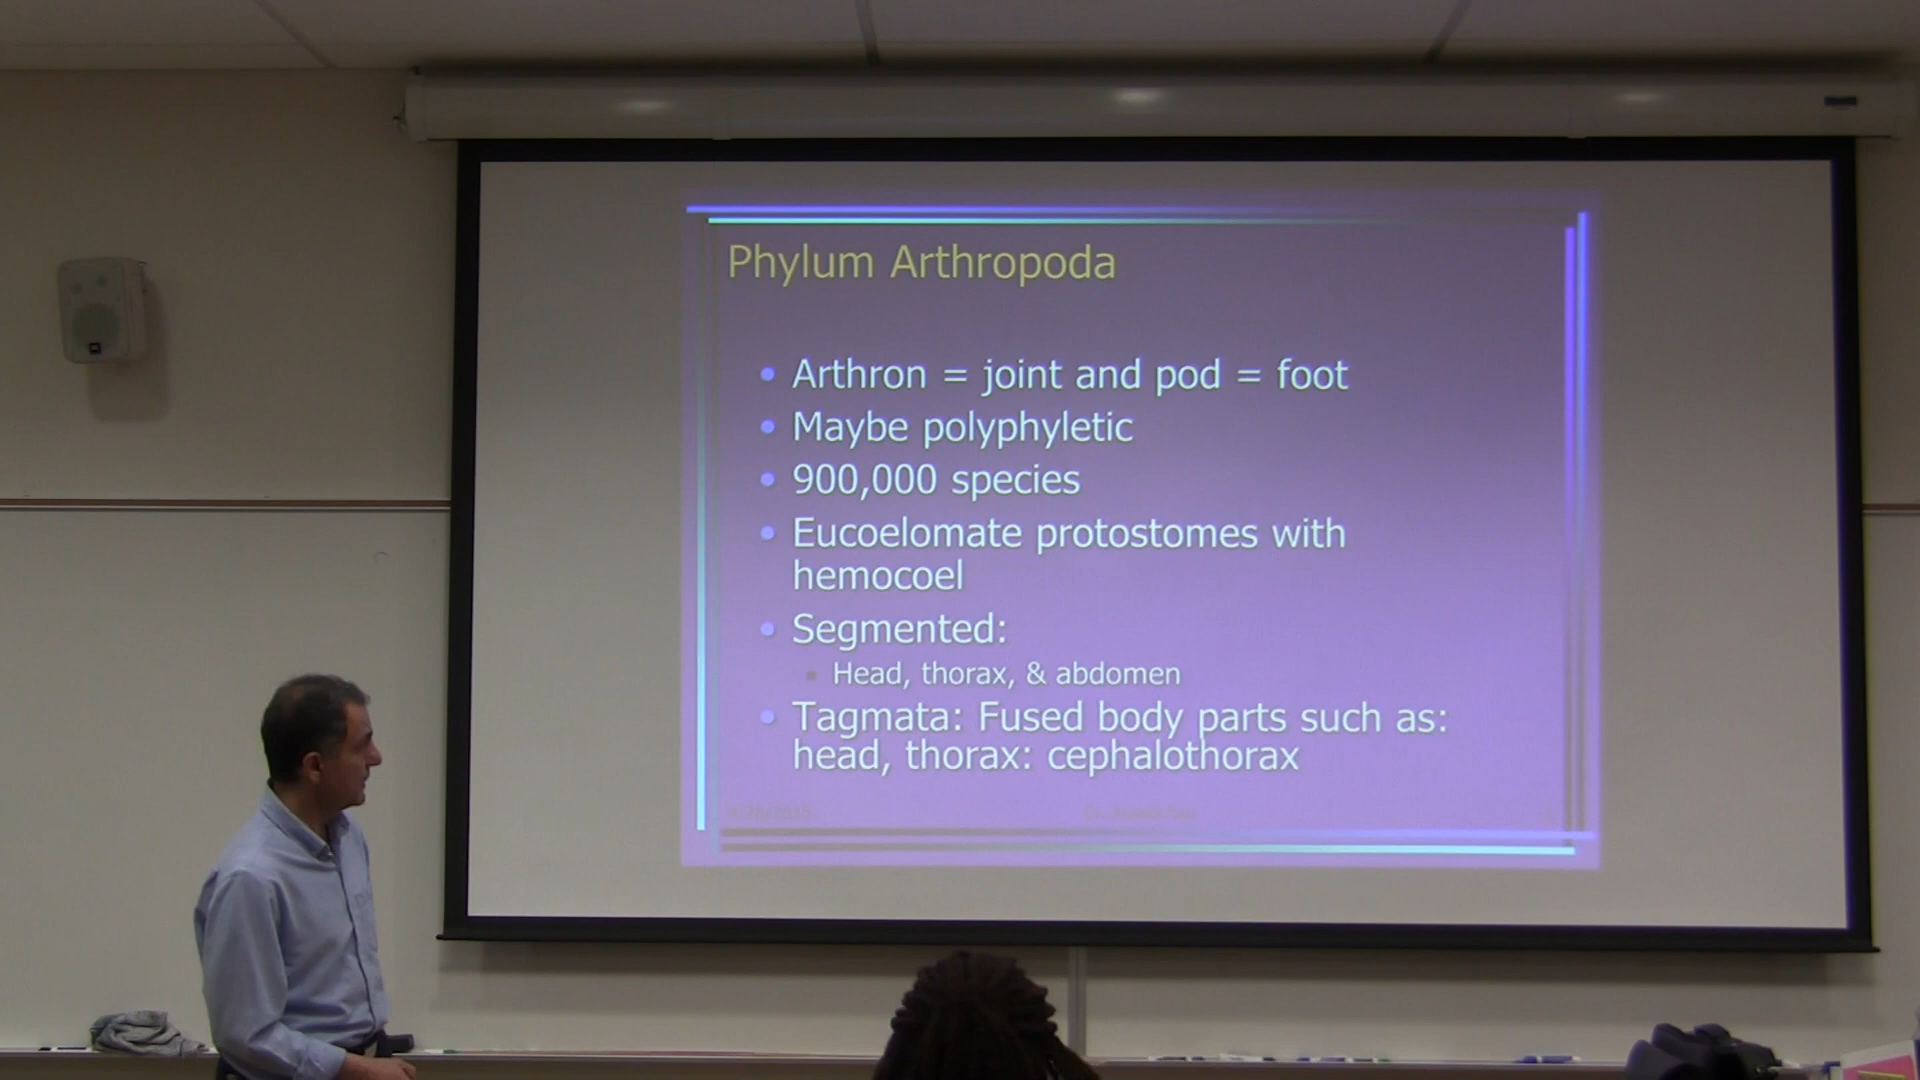 Phylum Arthropoda
• Arthron = joint and pod = foot
• Maybe polyphyletic
• 900,000 species
• Eucoelomate protostomes with
hemocoel
• Segmented:
▪ Head, thorax, & abdomen
• Tagmata: Fused body parts such as:
head, thorax: cephalothorax